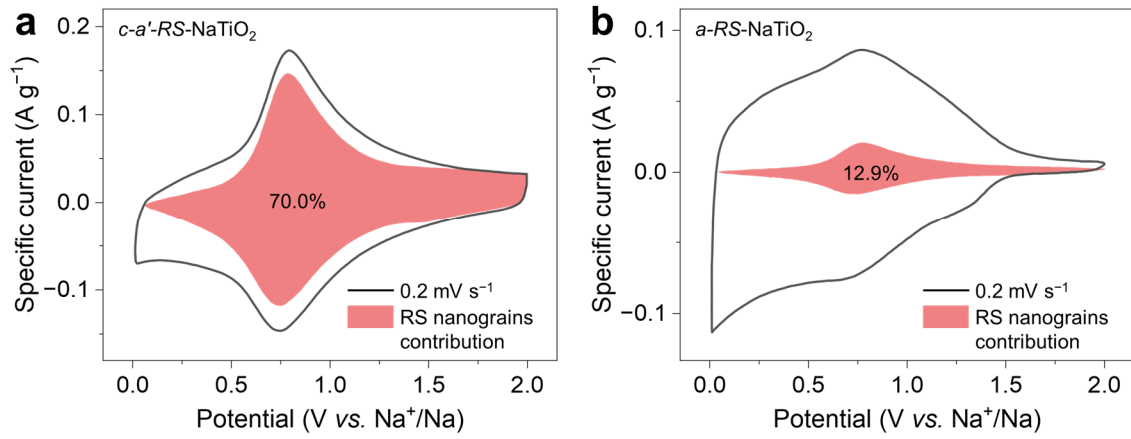 a
c-a'-RS-NaTiO₂
0.2
0.1
0.0
−0.1
Specific current (A g⁻¹)
70.0%
0.2 mV s⁻¹
RS nanograins
contribution
0.0 0.5 1.0 1.5 2.0
Potential (V vs. Na⁺/Na)
b
a-RS-NaTiO₂
0.1
0.0
−0.1
Specific current (A g⁻¹)
12.9%
0.2 mV s⁻¹
RS nanograins
contribution
0.0 0.5 1.0 1.5 2.0
Potential (V vs. Na⁺/Na)